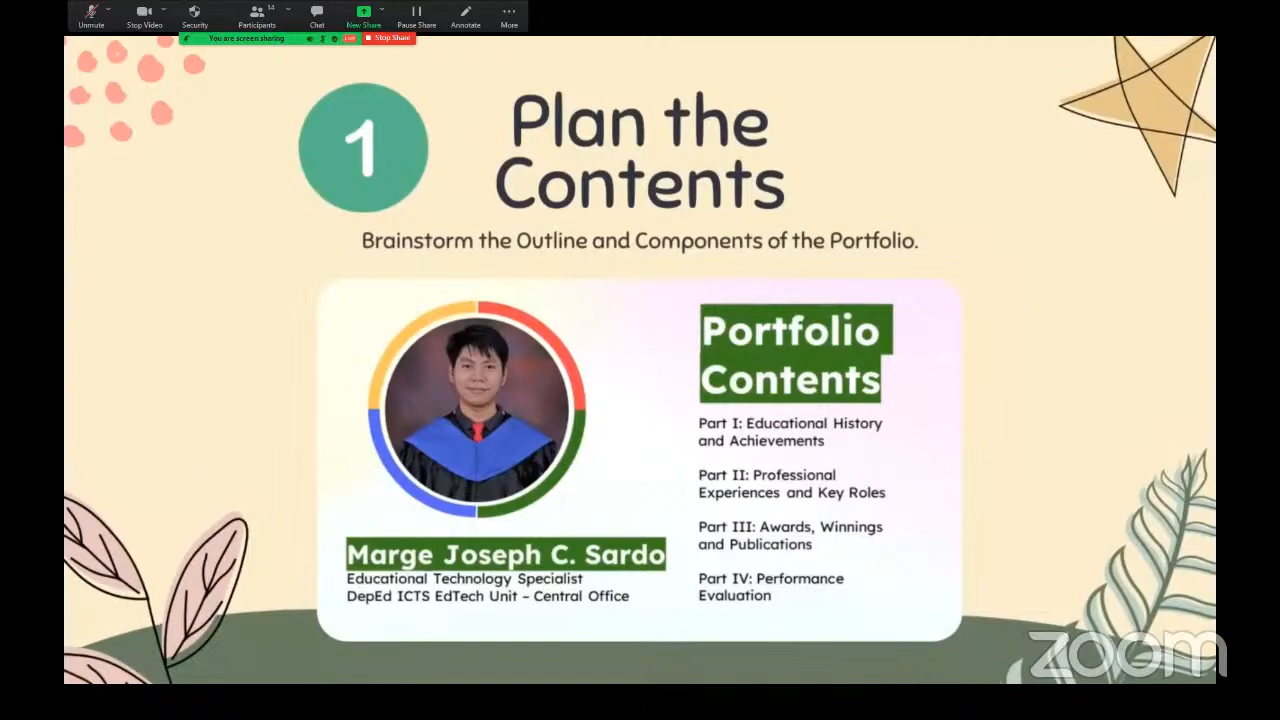 Unmute
Stop Video
Security
Participants
14
Chat
New Share
Pause Share
Annotate
More
You are screen sharing
LIVE
Stop Share
1
Plan the
Contents
Brainstorm the Outline and Components of the Portfolio.
Marge Joseph C. Sardo
Educational Technology Specialist
DepEd ICTS EdTech Unit – Central Office
Portfolio
Contents
Part I: Educational History
and Achievements
Part II: Professional
Experiences and Key Roles
Part III: Awards, Winnings
and Publications
Part IV: Performance
Evaluation
zoom